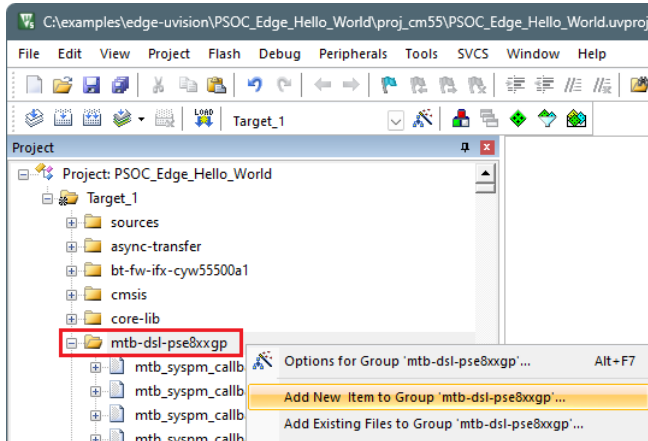 C:\examples\edge-uvision\PSOC_Edge_Hello_World\proj_cm55\PSOC_Edge_Hello_World.uvproj
File Edit View Project Flash Debug Peripherals Tools SVCS Window Help
LOAD Target_1
Project
Project: PSOC_Edge_Hello_World
Target_1
sources
async-transfer
bt-fw-ifx-cyw55500a1
cmsis
core-lib
mtb-dsl-pse8xxgp
mtb_syspm_callb Options for Group 'mtb-dsl-pse8xxgp'... Alt+F7
mtb_syspm_callb Add New Item to Group 'mtb-dsl-pse8xxgp'...
mtb_syspm_callb Add Existing Files to Group 'mtb-dsl-pse8xxgp'...
mtb_syspm_callb